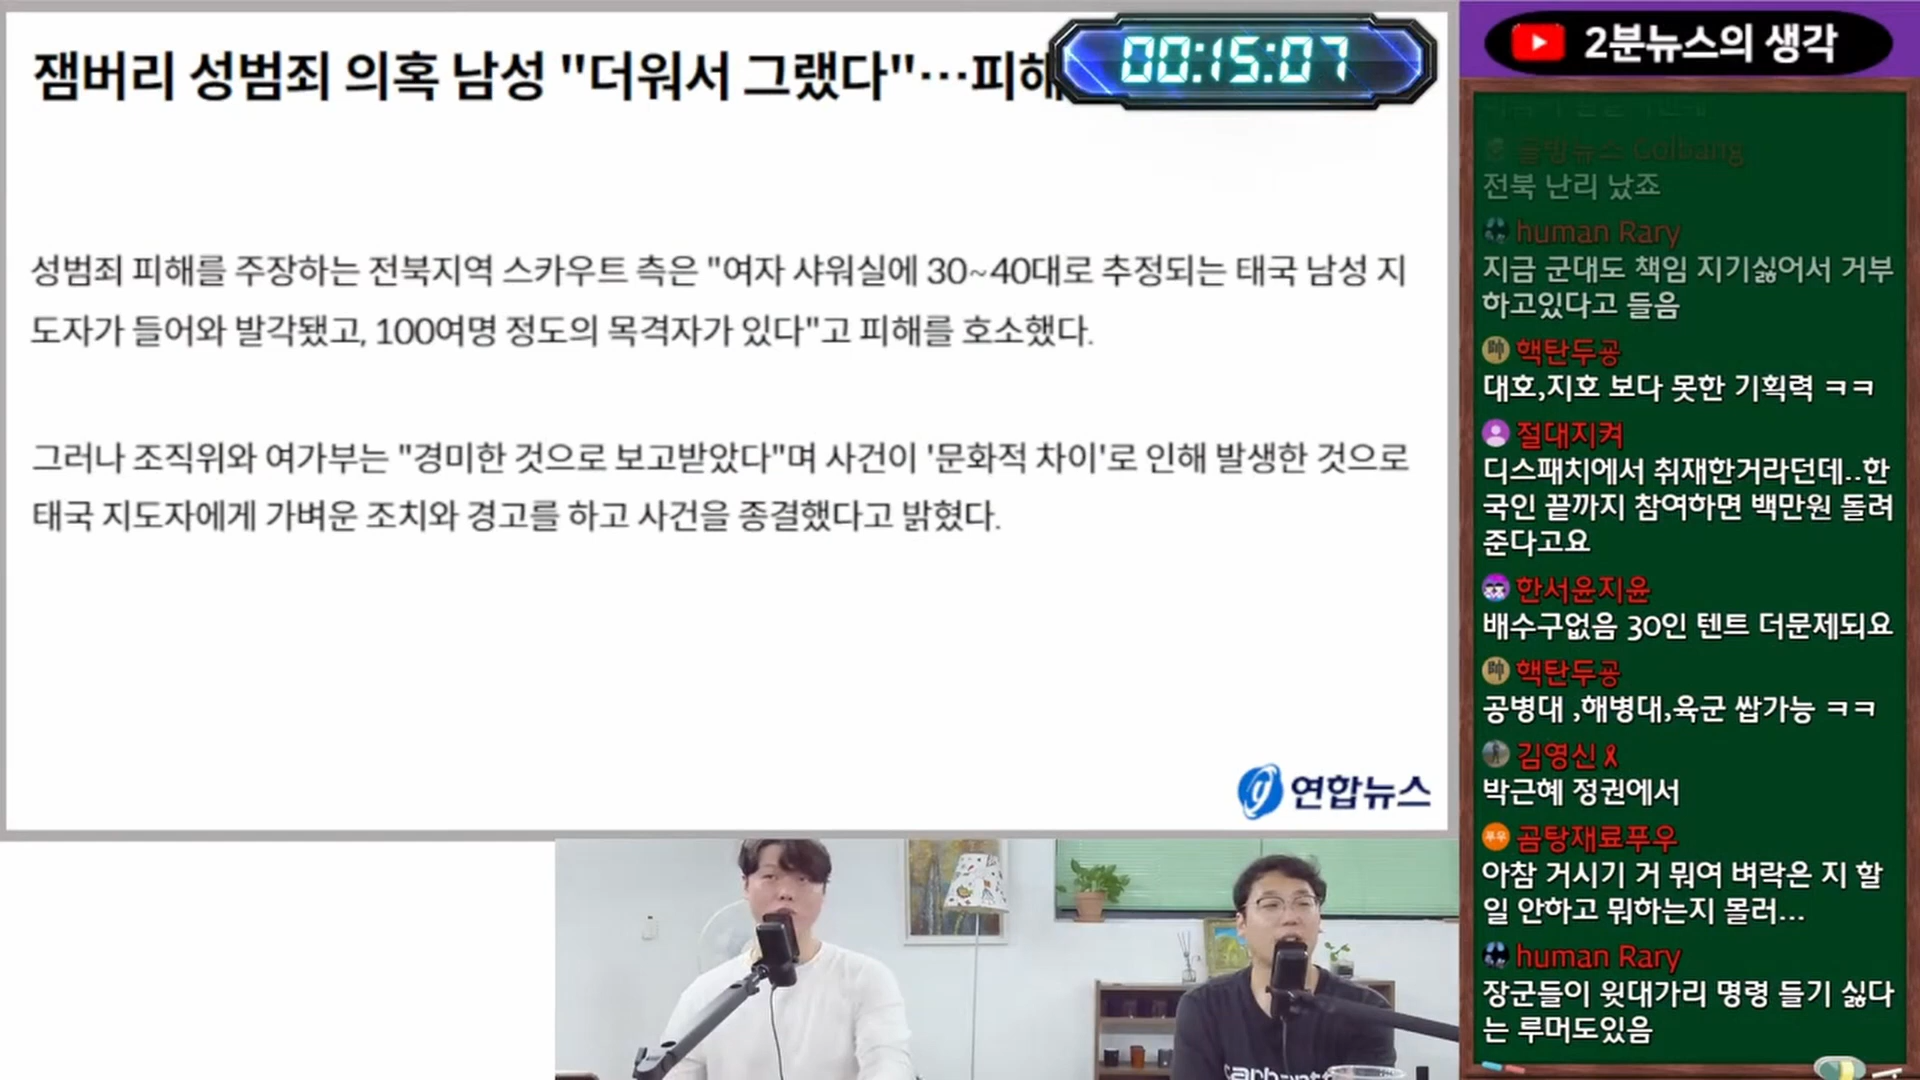 잼버리 성범죄 의혹 남성 "더워서 그랬다"…피해
00:15:07
성범죄 피해를 주장하는 전북지역 스카우트 측은 "여자 샤워실에 30~40대로 추정되는 태국 남성 지
도자가 들어와 발각됐고, 100여명 정도의 목격자가 있다"고 피해를 호소했다.
그러나 조직위와 여가부는 "경미한 것으로 보고받았다"며 사건이 '문화적 차이'로 인해 발생한 것으로
태국 지도자에게 가벼운 조치와 경고를 하고 사건을 종결했다고 밝혔다.
연합뉴스
2분뉴스의 생각
Golbang
전북 난리 났죠
human Rary
지금 군대도 책임 지기싫어서 거부
하고있다고 들음
핵탄두공
대호,지호 보다 못한 기획력 ㅋㅋ
절대지켜
디스패치에서 취재한거라던데..한
국인 끝까지 참여하면 백만원 돌려
준다고요
한서윤지윤
배수구없음 30인 텐트 더문제되요
핵탄두공
공병대 ,해병대,육군 쌉가능 ㅋㅋ
김영신🎗
박근혜 정권에서
푸우
곰탕재료푸우
아참 거시기 거 뭐여 벼락은 지 할
일 안하고 뭐하는지 몰러...
human Rary
장군들이 윗대가리 명령 듣기 싫다
는 루머도있음